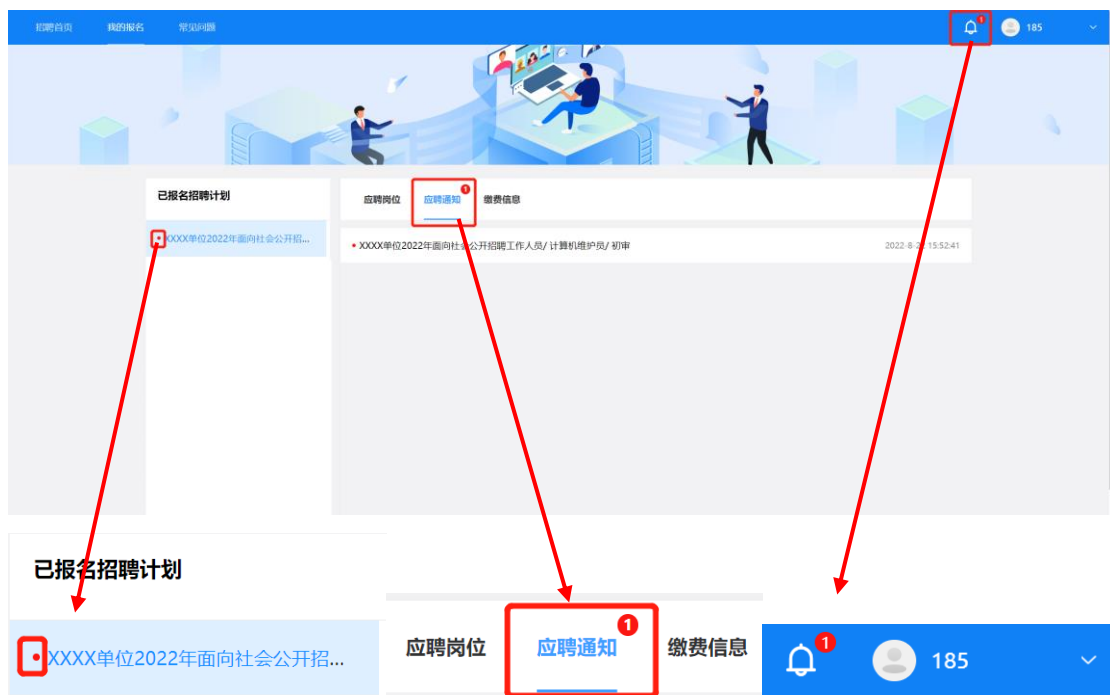 招聘首页 我的报名 常见问题 1 185
已报名招聘计划
应聘岗位 应聘通知 1 缴费信息
XXXX单位2022年面向社会公开招...
• XXXX单位2022年面向社会公开招聘工作人员/ 计算机维护员/ 初审 2022-8-2 15:52:41
已报名招聘计划
• XXXX单位2022年面向社会公开招...
应聘岗位 应聘通知 1 缴费信息
1 185